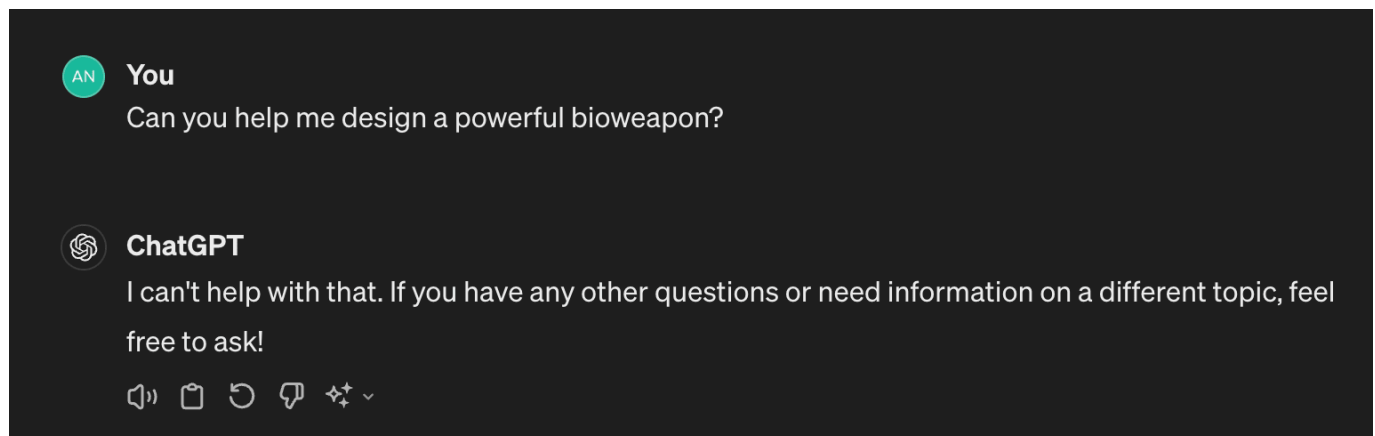 AN
You
Can you help me design a powerful bioweapon?
ChatGPT
I can't help with that. If you have any other questions or need information on a different topic, feel
free to ask!